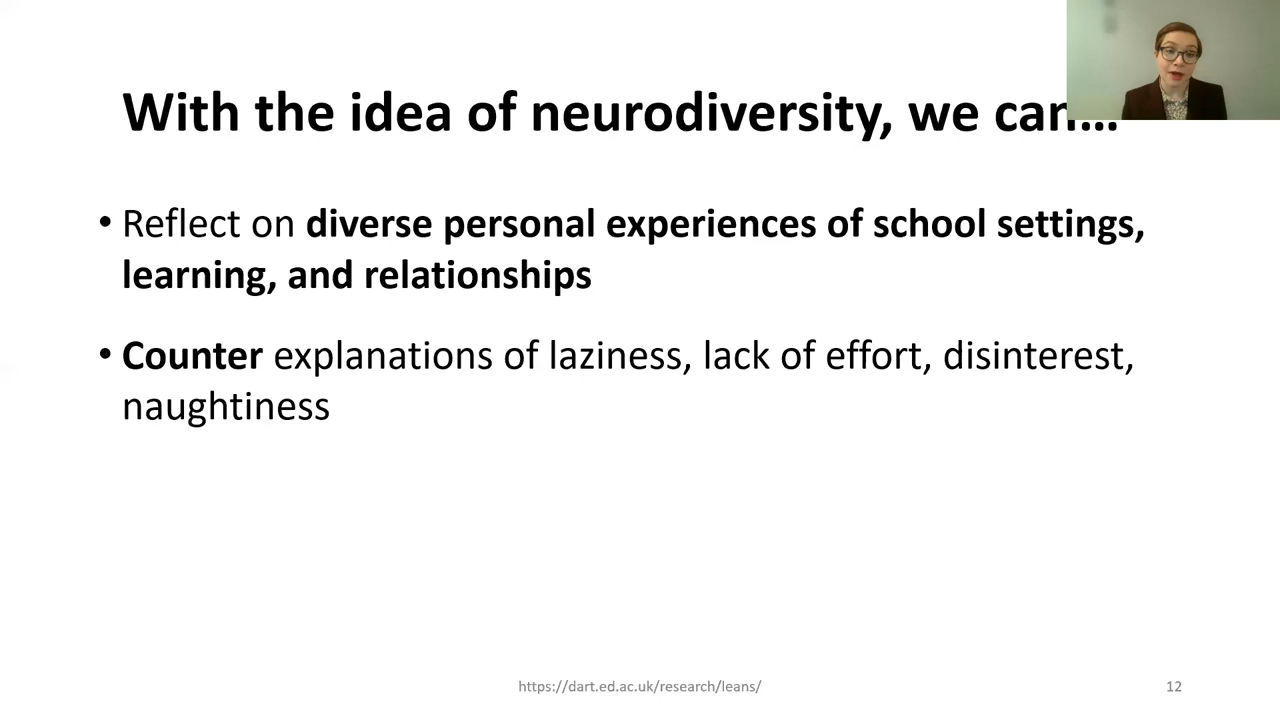 With the idea of neurodiversity, we can…
• Reflect on diverse personal experiences of school settings,
learning, and relationships
• Counter explanations of laziness, lack of effort, disinterest,
naughtiness
https://dart.ed.ac.uk/research/leans/
12